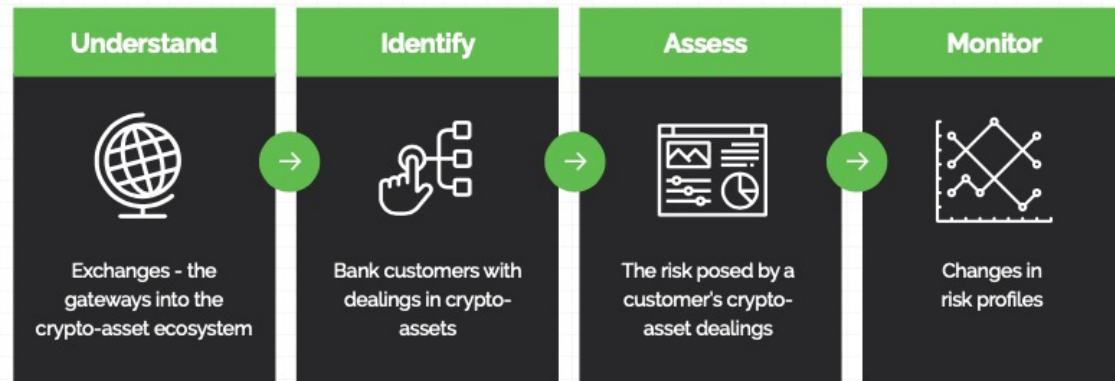 Understand
Exchanges - the
gateways into the
crypto-asset ecosystem
Identify
Bank customers with
dealings in crypto-
assets
Assess
The risk posed by a
customer's crypto-
asset dealings
Monitor
Changes in
risk profiles